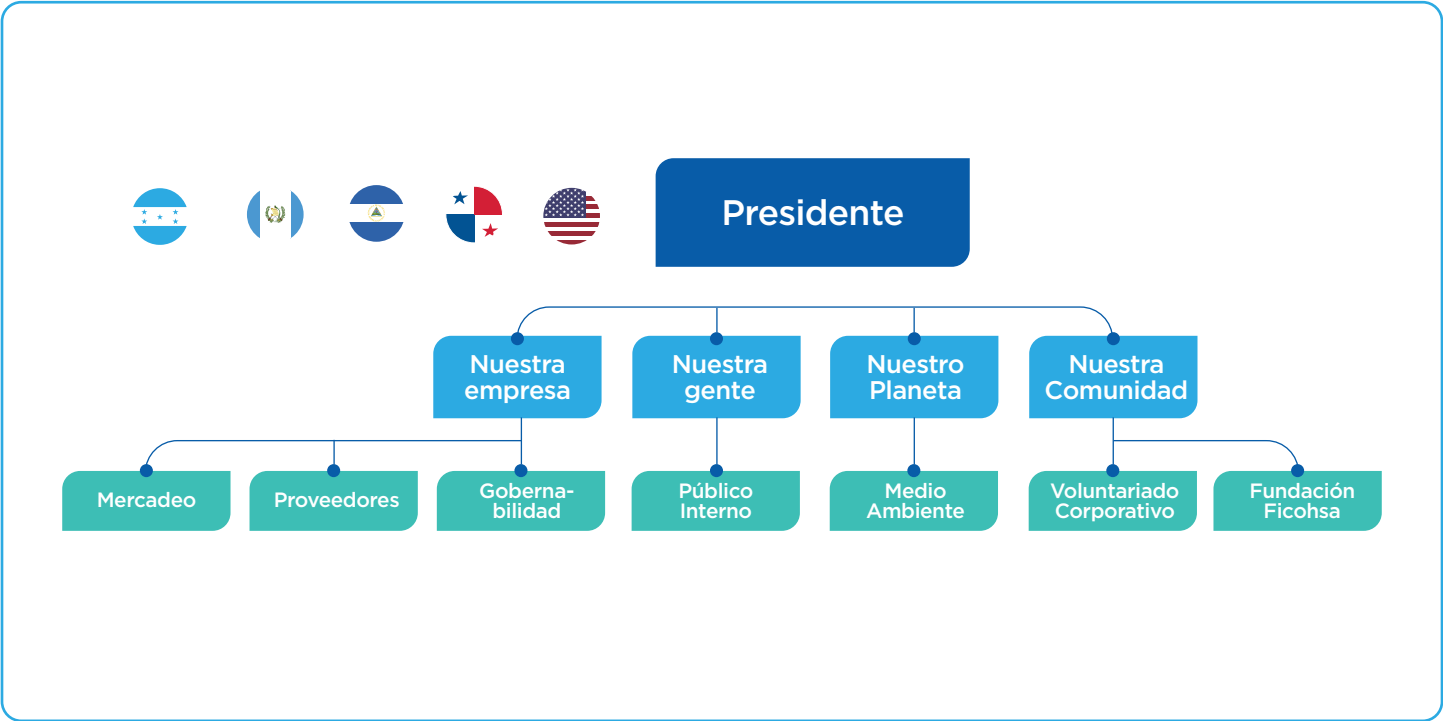 Presidente
Nuestra
empresa
Nuestra
gente
Nuestro
Planeta
Nuestra
Comunidad
Mercadeo
Proveedores
Goberna-
bilidad
Público
Interno
Medio
Ambiente
Voluntariado
Corporativo
Fundación
Ficohsa